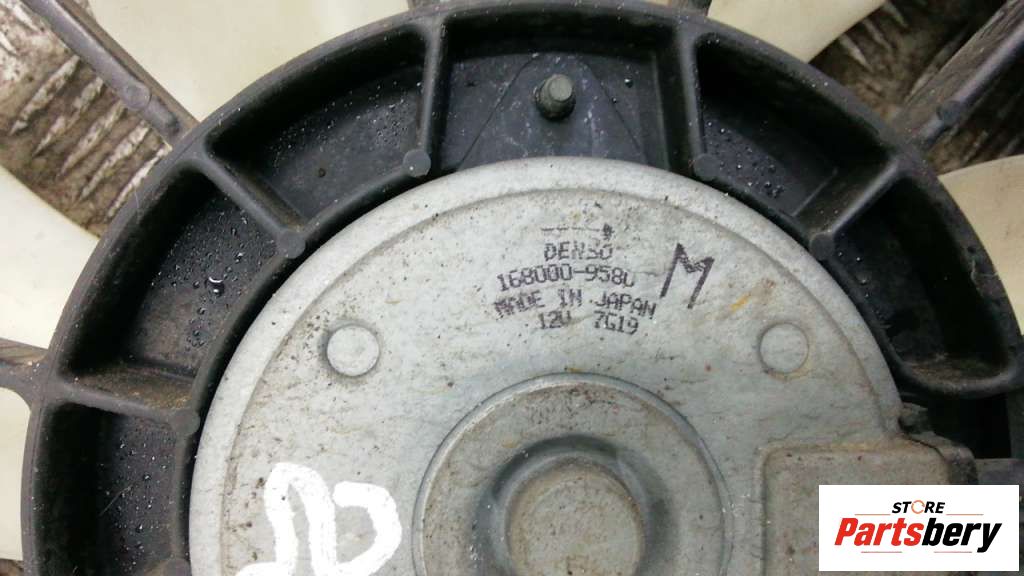 DENSO
168000-9580
M
MADE IN JAPAN
12V 7G19
STORE
Partsbery